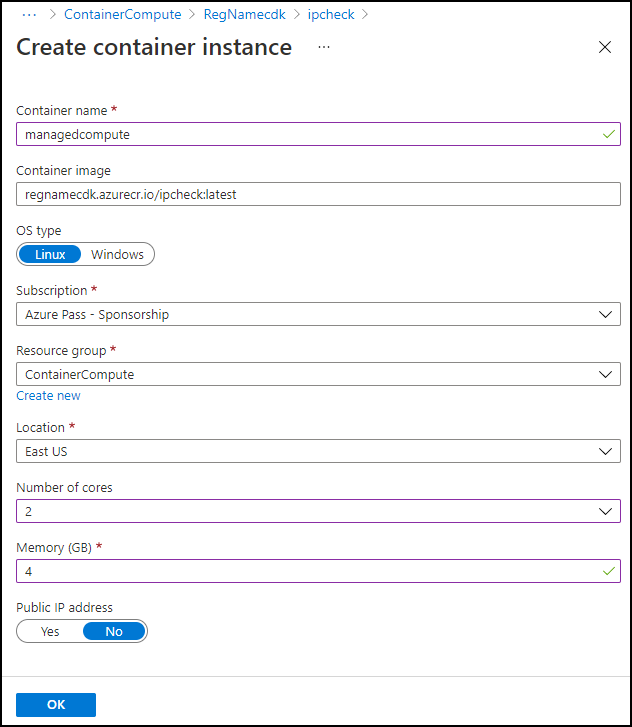 ··· > ContainerCompute > RegNamecdk > ipcheck >
Create container instance ···
Container name *
managedcompute
Container image
regnamecdk.azurecr.io/ipcheck:latest
OS type
Linux Windows
Subscription *
Azure Pass - Sponsorship
Resource group *
ContainerCompute
Create new
Location *
East US
Number of cores
2
Memory (GB) *
4
Public IP address
Yes No
OK